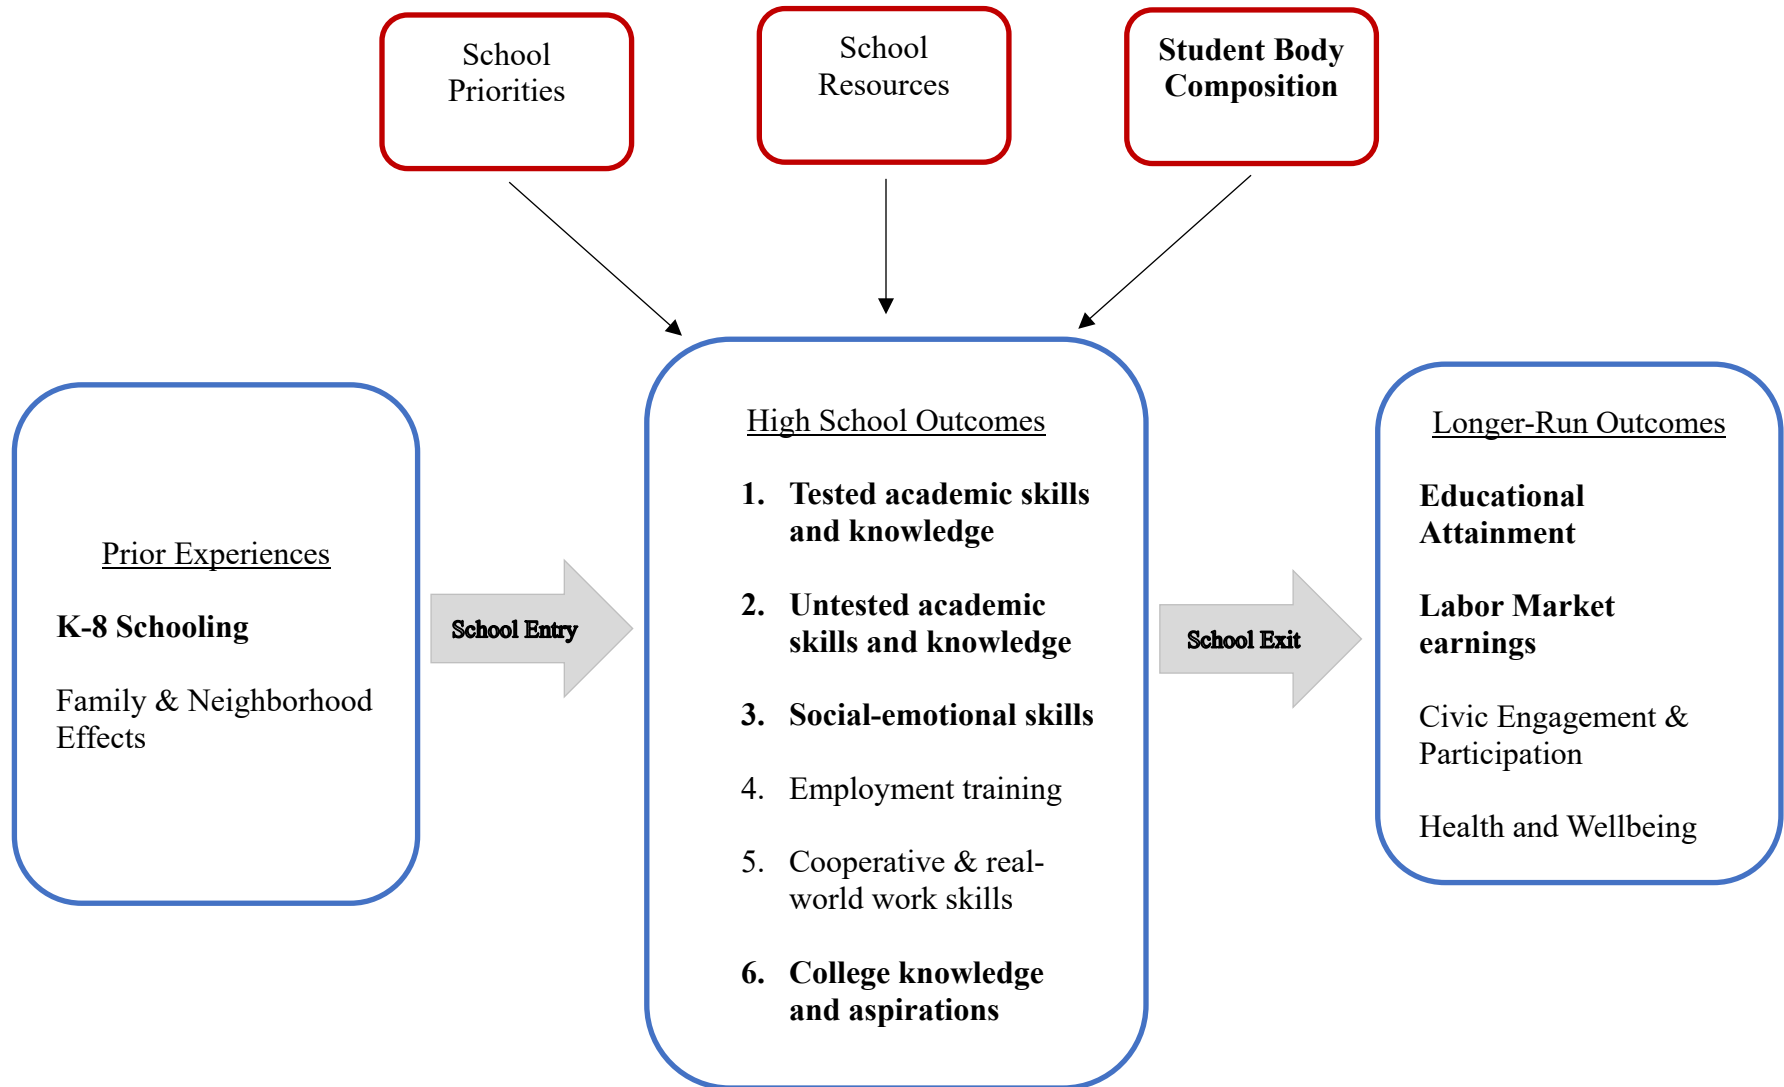 School
Priorities
School
Resources
Student Body
Composition
Prior Experiences
K-8 Schooling
Family & Neighborhood
Effects
School Entry
High School Outcomes
1. Tested academic skills
and knowledge
2. Untested academic
skills and knowledge
3. Social-emotional skills
4. Employment training
5. Cooperative & real-
world work skills
6. College knowledge
and aspirations
School Exit
Longer-Run Outcomes
Educational
Attainment
Labor Market
earnings
Civic Engagement &
Participation
Health and Wellbeing